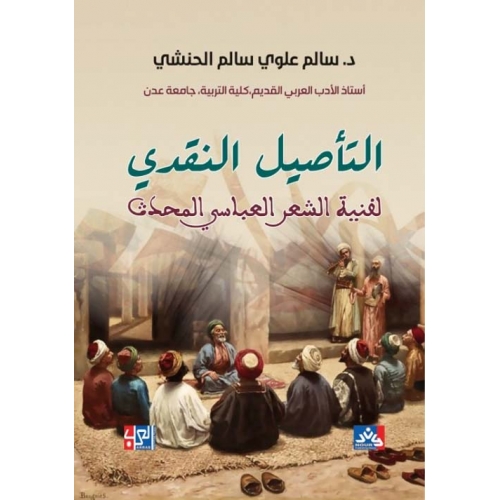 د. سالم علوي سالم الحنشي
أستاذ الأدب العربي القديم،كلية التربية، جامعة عدن
التأصيل النقدي
لفنية الشعر العباسي المحدث